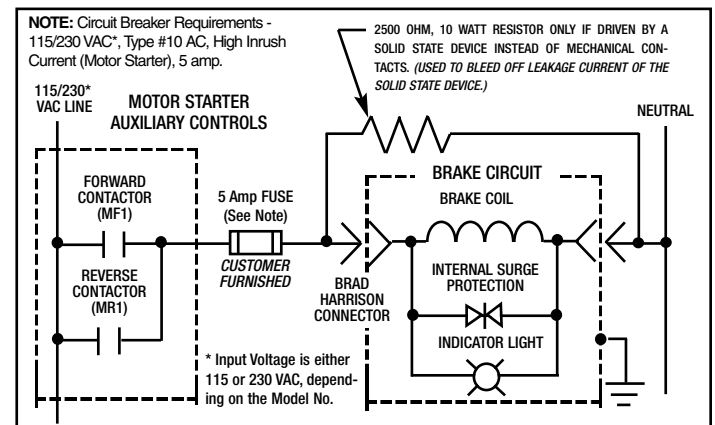 NOTE: Circuit Breaker Requirements -
115/230 VAC*, Type #10 AC, High Inrush
Current (Motor Starter), 5 amp.
2500 OHM, 10 WATT RESISTOR ONLY IF DRIVEN BY A
SOLID STATE DEVICE INSTEAD OF MECHANICAL CON-
TACTS. (USED TO BLEED OFF LEAKAGE CURRENT OF THE
SOLID STATE DEVICE.)
115/230*
VAC LINE
MOTOR STARTER
AUXILIARY CONTROLS
NEUTRAL
FORWARD
CONTACTOR
(MF1)
5 Amp FUSE
(See Note)
CUSTOMER
FURNISHED
BRAKE CIRCUIT
BRAKE COIL
REVERSE
CONTACTOR
(MR1)
BRAD
HARRISON
CONNECTOR
INTERNAL SURGE
PROTECTION
INDICATOR LIGHT
* Input Voltage is either
115 or 230 VAC, depend-
ing on the Model No.